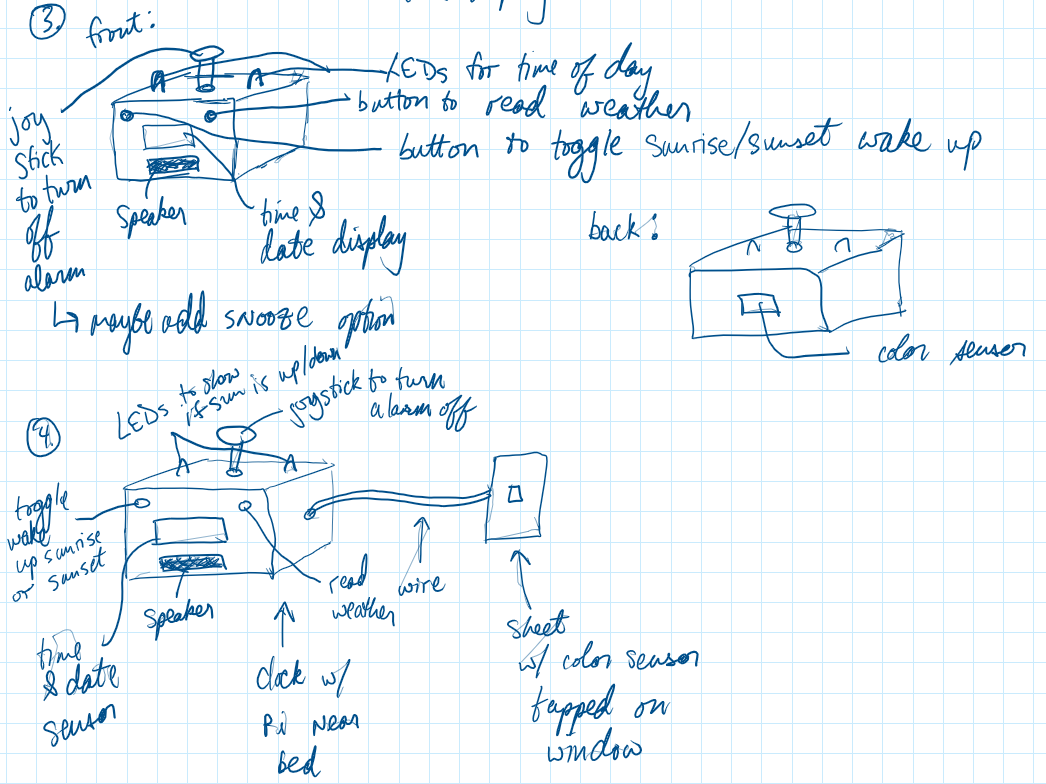 3.
front:
LEDs for time of day
button to read weather
button to toggle sunrise/sunset wake up
joy
stick
to turn
off
alarm
speaker
time &
date display
↳ maybe add snooze option
back:
color sensor
4.
LEDs to show
if sun is up/down
joystick to turn
alarm off
toggle
wake
up sunrise
or sunset
speaker
read
weather
wire
time
& date
sensor
clock w/
near
bed
sheet
w/ color sensor
tapped on
window